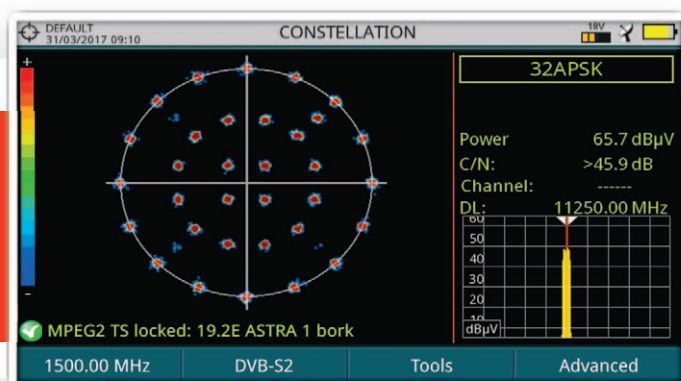 DEFAULT
31/03/2017 09:10
CONSTELLATION
18V
+
-
32APSK
Power 65.7 dBµV
C/N: >45.9 dB
Channel: ------
DL: 11250.00 MHz
60
50
40
30
20
10
dBµV
MPEG2 TS locked: 19.2E ASTRA 1 bork
1500.00 MHz DVB-S2 Tools Advanced